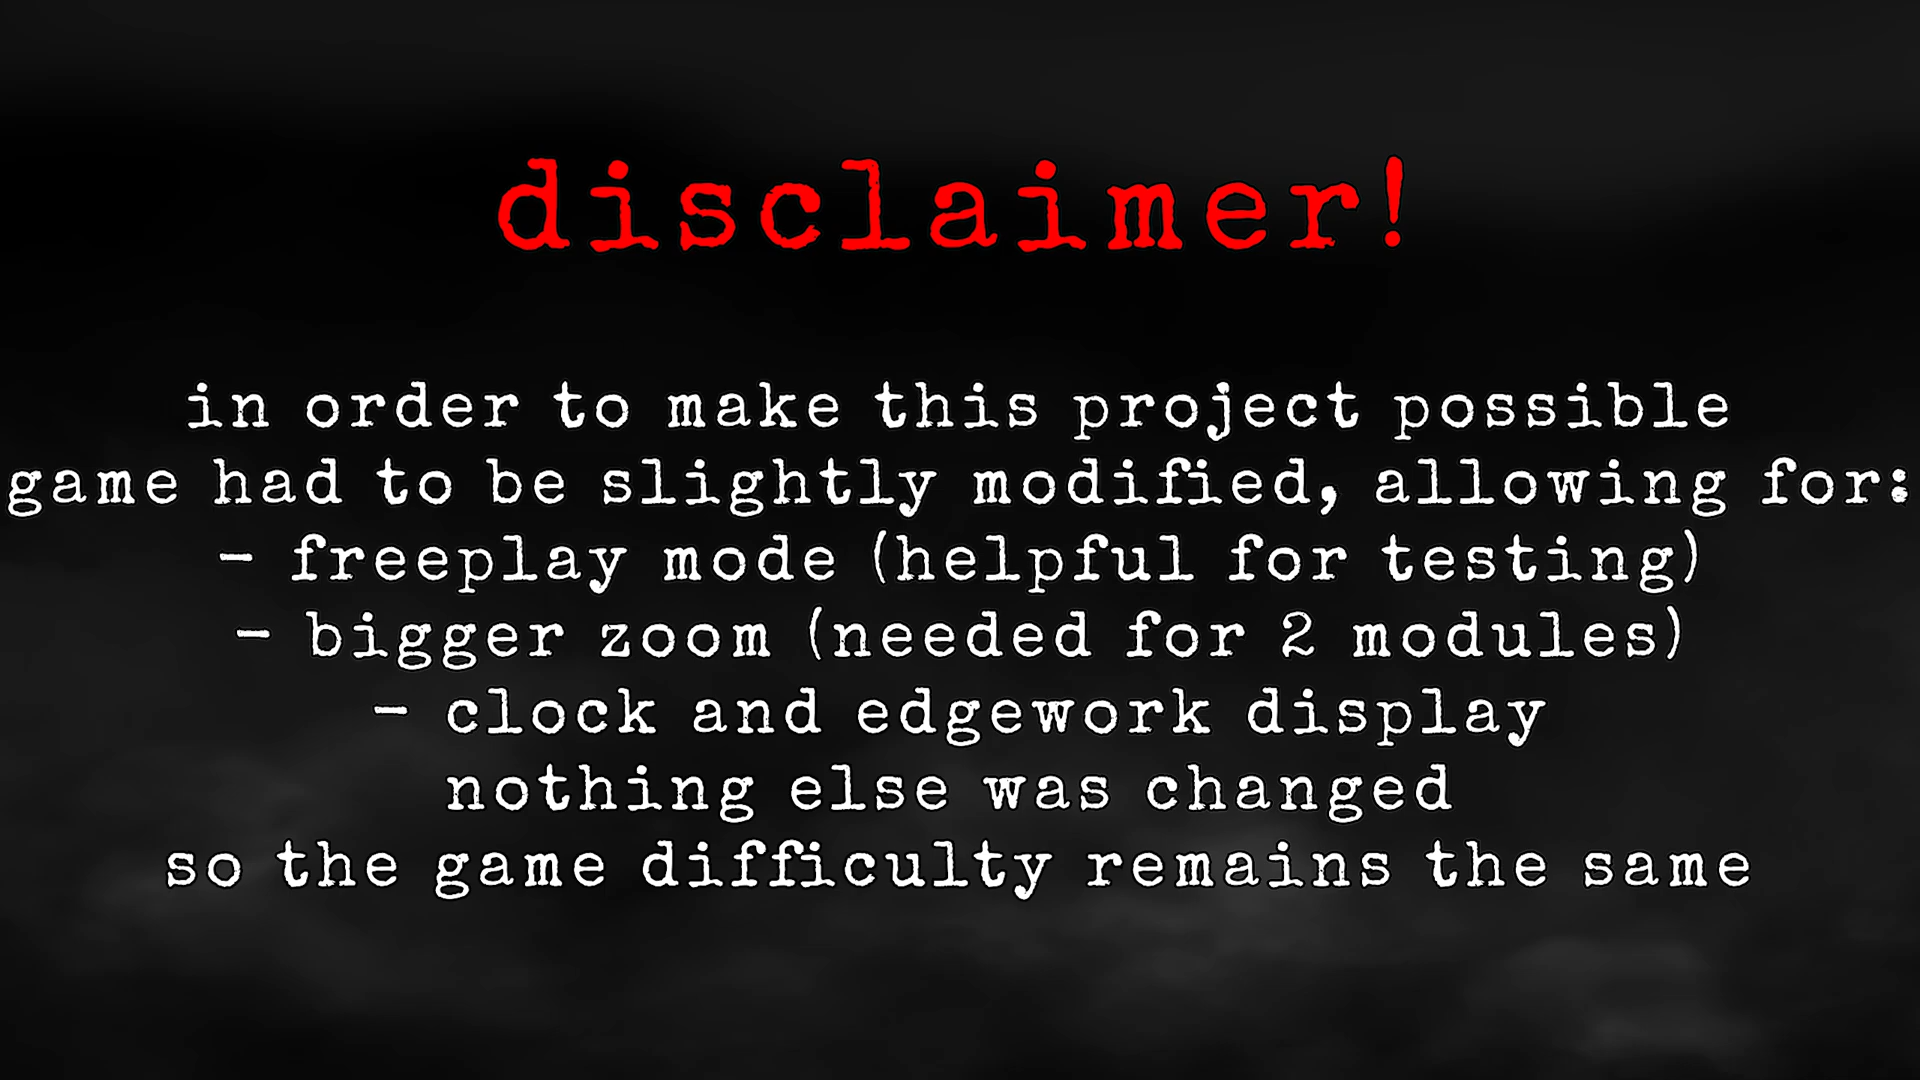 disclaimer!
in order to make this project possible
game had to be slightly modified, allowing for:
- freeplay mode (helpful for testing)
- bigger zoom (needed for 2 modules)
- clock and edgework display
nothing else was changed
so the game difficulty remains the same